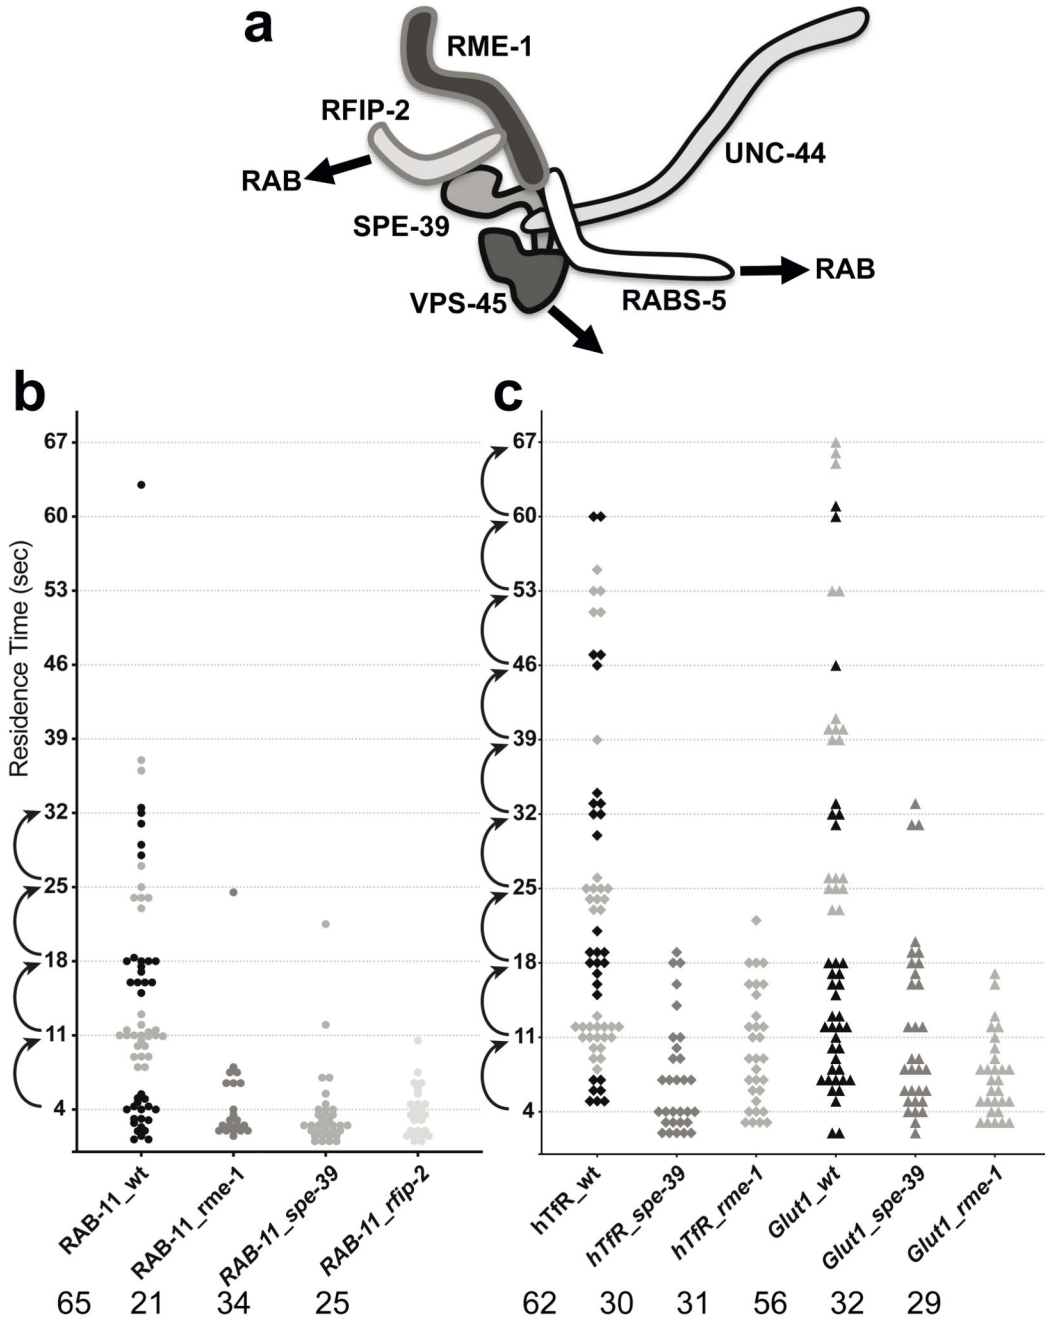 a
RME-1
RFIP-2
UNC-44
RAB
SPE-39
RAB
VPS-45
RABS-5
b
Residence Time (sec)
67
60
53
46
39
32
25
18
11
4
RAB-11_wt
RAB-11_rme-1
RAB-11_spe-39
RAB-11_rfip-2
65 21 34 25
c
67
60
53
46
39
32
25
18
11
4
hTfR_wt
hTfR_spe-39
hTfR_rme-1
Glut1_wt
Glut1_spe-39
Glut1_rme-1
62 30 31 56 32 29